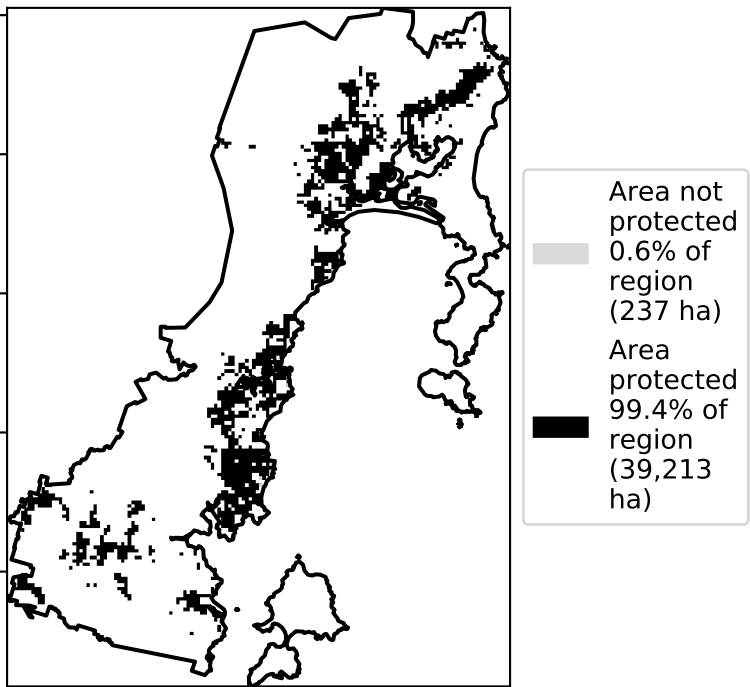 Area not
protected
0.6% of
region
(237 ha)
Area
protected
99.4% of
region
(39,213
ha)